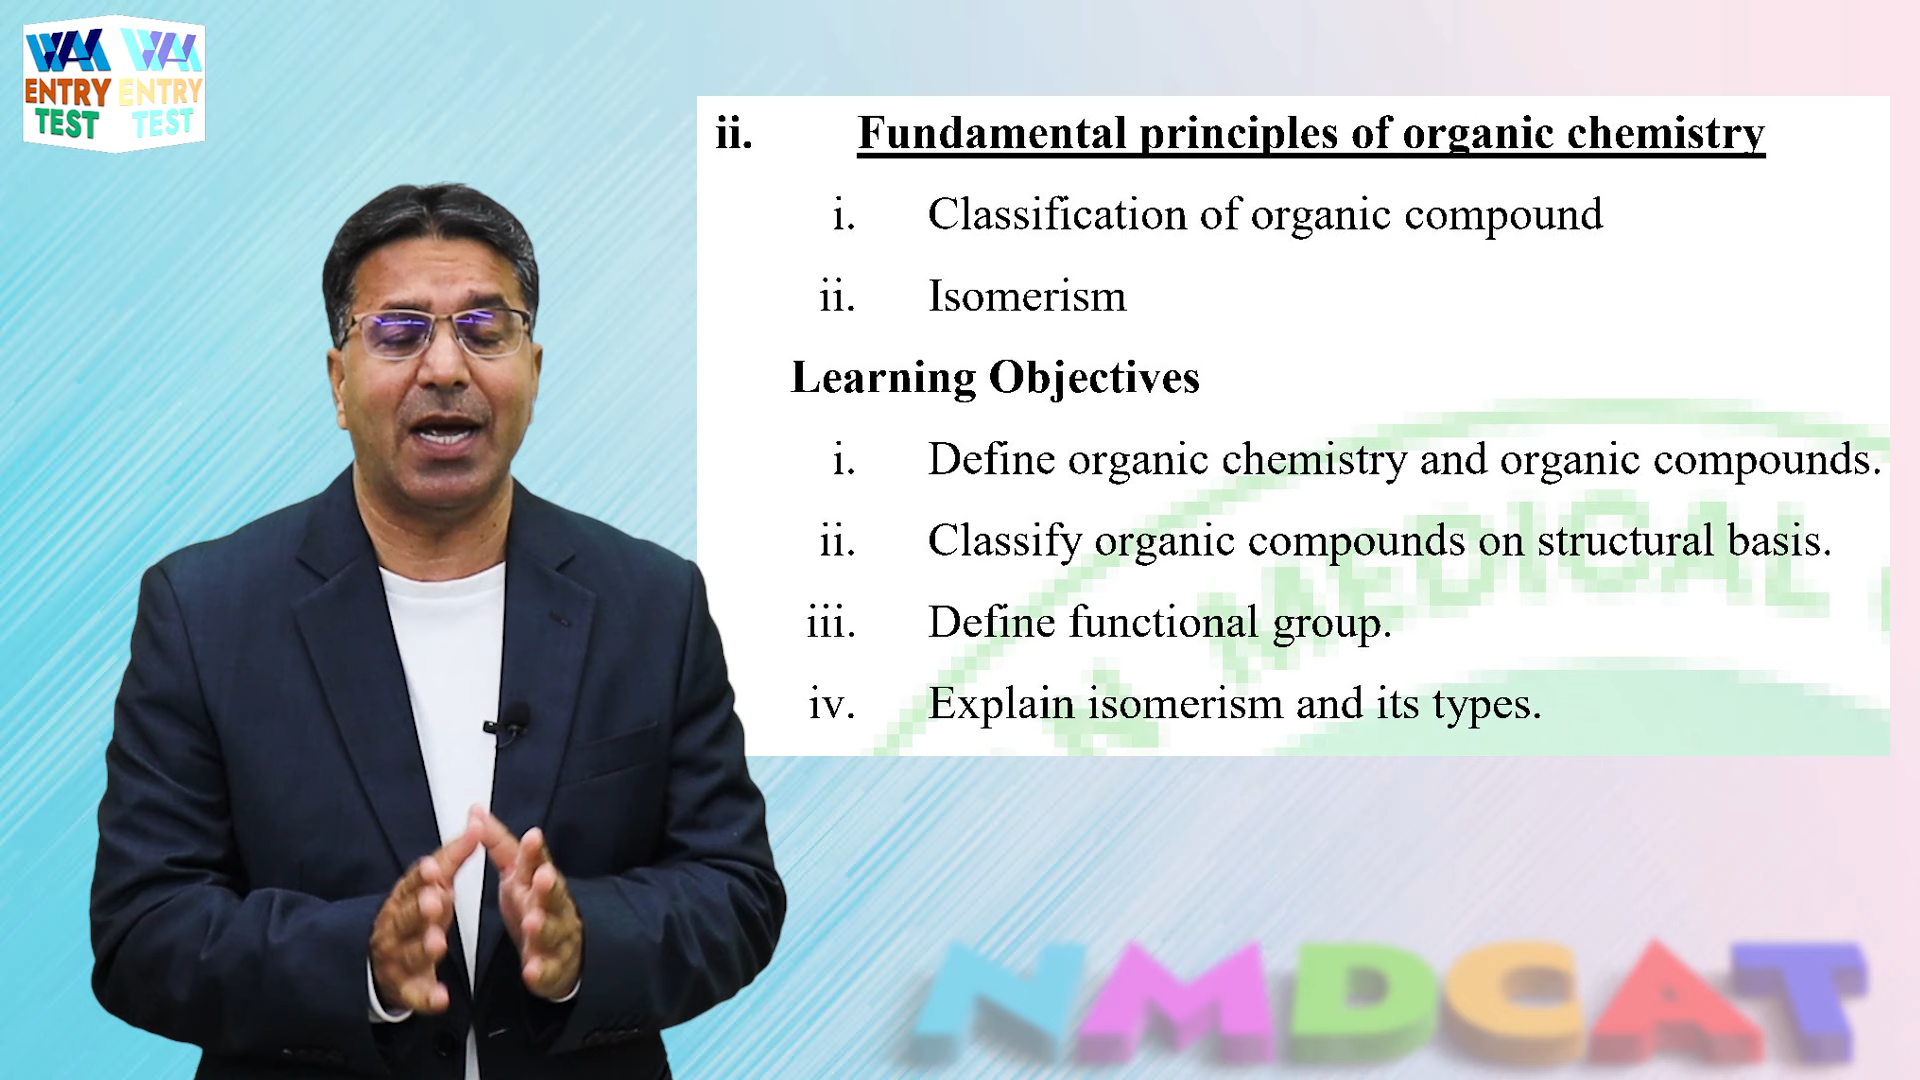 WAK WAK
ENTRY ENTRY
TEST TEST
ii. Fundamental principles of organic chemistry
i. Classification of organic compound
ii. Isomerism
Learning Objectives
i. Define organic chemistry and organic compounds.
ii. Classify organic compounds on structural basis.
iii. Define functional group.
iv. Explain isomerism and its types.
MEDICAL
NMDCAT